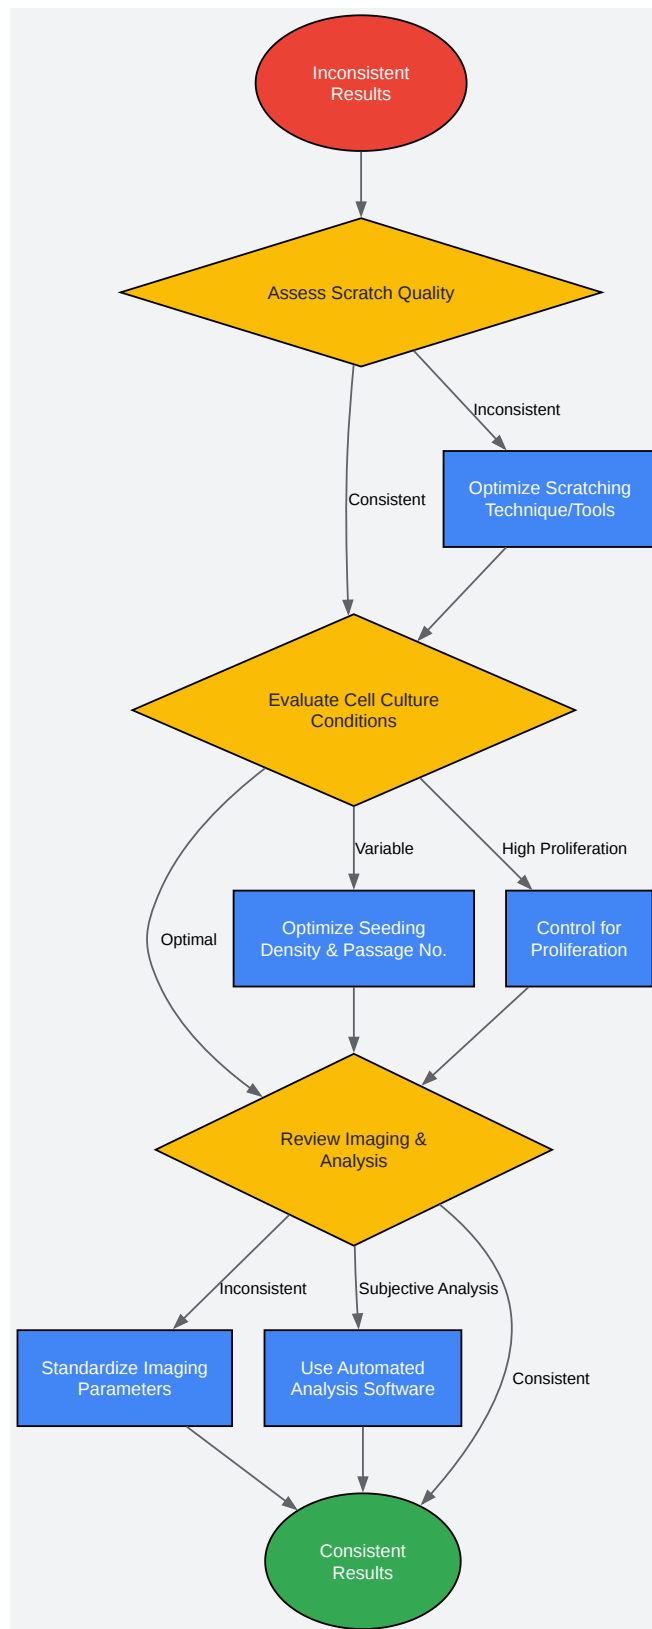 Inconsistent
Results
Assess Scratch Quality
Inconsistent
Optimize Scratching
Technique/Tools
Consistent
Evaluate Cell Culture
Conditions
Variable
High Proliferation
Optimize Seeding
Density & Passage No.
Control for
Proliferation
Optimal
Review Imaging &
Analysis
Inconsistent
Subjective Analysis
Standardize Imaging
Parameters
Use Automated
Analysis Software
Consistent
Consistent
Results